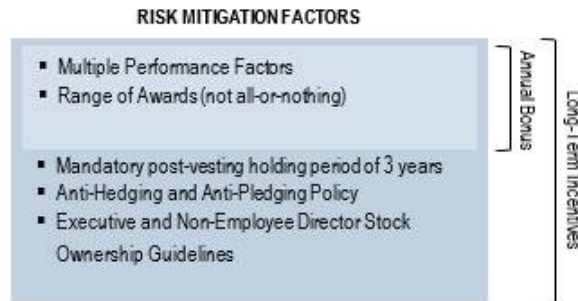 RISK MITIGATION FACTORS
▪ Multiple Performance Factors
▪ Range of Awards (not all-or-nothing)
▪ Mandatory post-vesting holding period of 3 years
▪ Anti-Hedging and Anti-Pledging Policy
▪ Executive and Non-Employee Director Stock
Ownership Guidelines
Annual Bonus
Long-Term Incentives